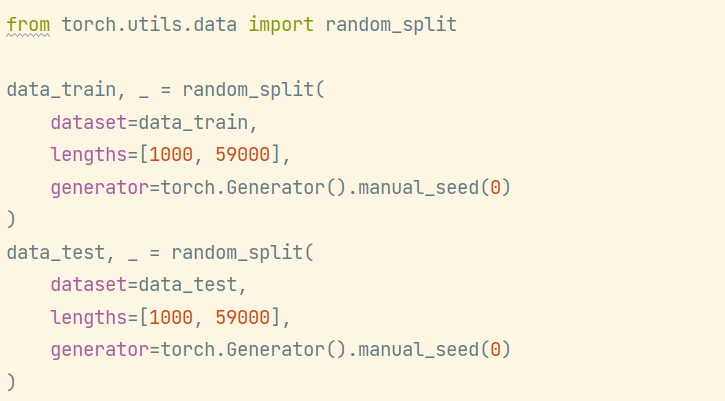 from torch.utils.data import random_split

data_train, _ = random_split(
    dataset=data_train,
    lengths=[1000, 59000],
    generator=torch.Generator().manual_seed(0)
)
data_test, _ = random_split(
    dataset=data_test,
    lengths=[1000, 59000],
    generator=torch.Generator().manual_seed(0)
)